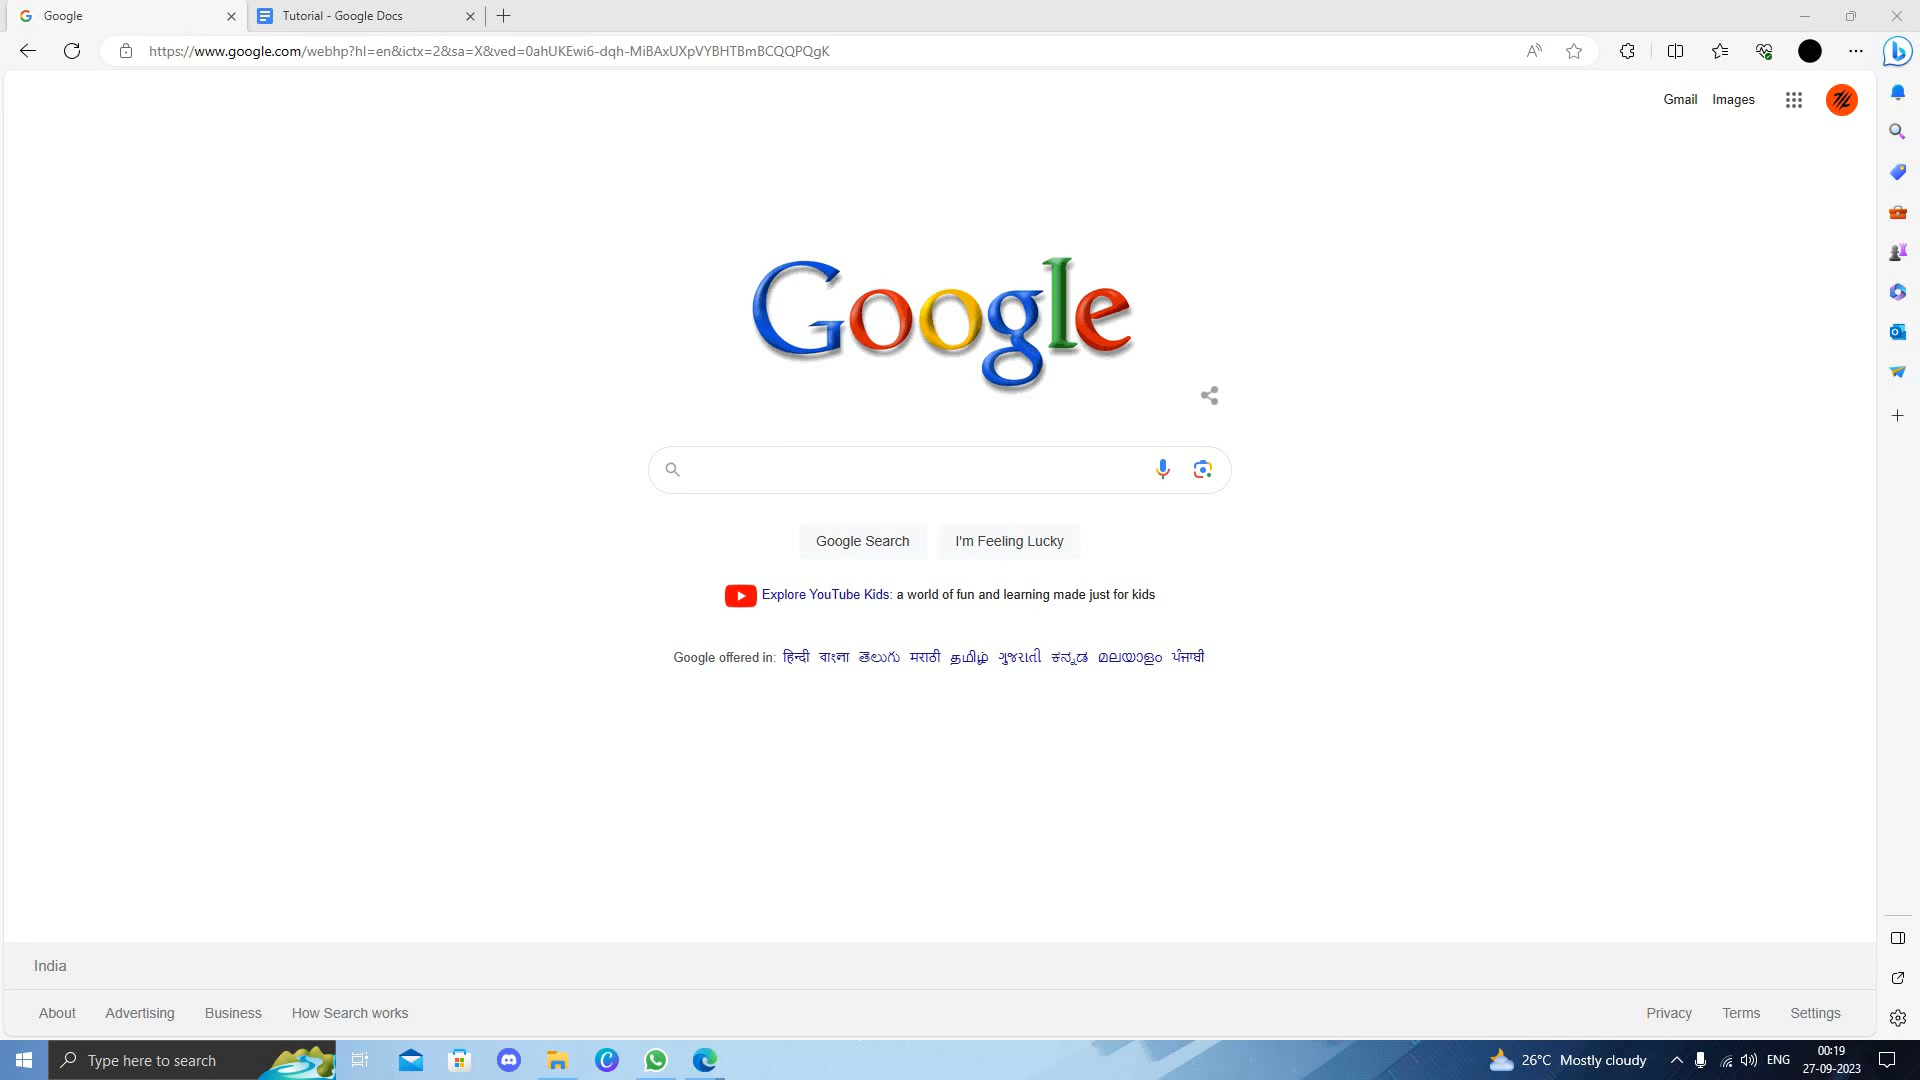 Google
Tutorial - Google Docs
https://www.google.com/webhp?hl=en&ictx=2&sa=X&ved=0ahUKEwi6-dqh-MiBAxUXpVYBHTBmBCQQPQgK
Gmail Images
Google
Google Search I'm Feeling Lucky
Explore YouTube Kids: a world of fun and learning made just for kids
Google offered in: हिन्दी বাংলা తెలుగు मराठी தமிழ் ગુજરાતી ಕನ್ನಡ മലയാളം ਪੰਜਾਬੀ
India
About Advertising Business How Search works Privacy Terms Settings
Type here to search
26°C Mostly cloudy
ENG
00:19
27-09-2023